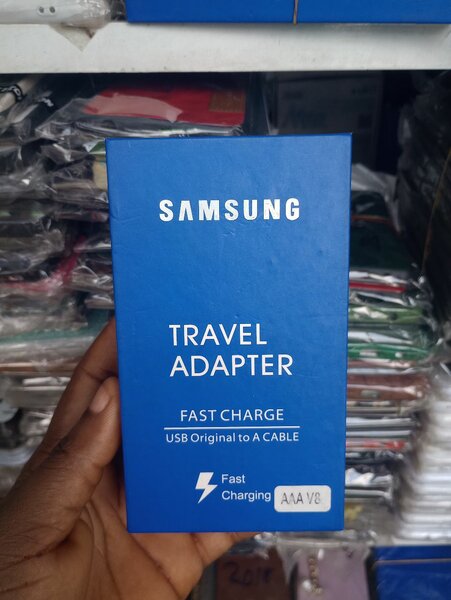 SAMSUNG
TRAVEL
ADAPTER
FAST CHARGE
USB Original to A CABLE
Fast
Charging
AAA V8